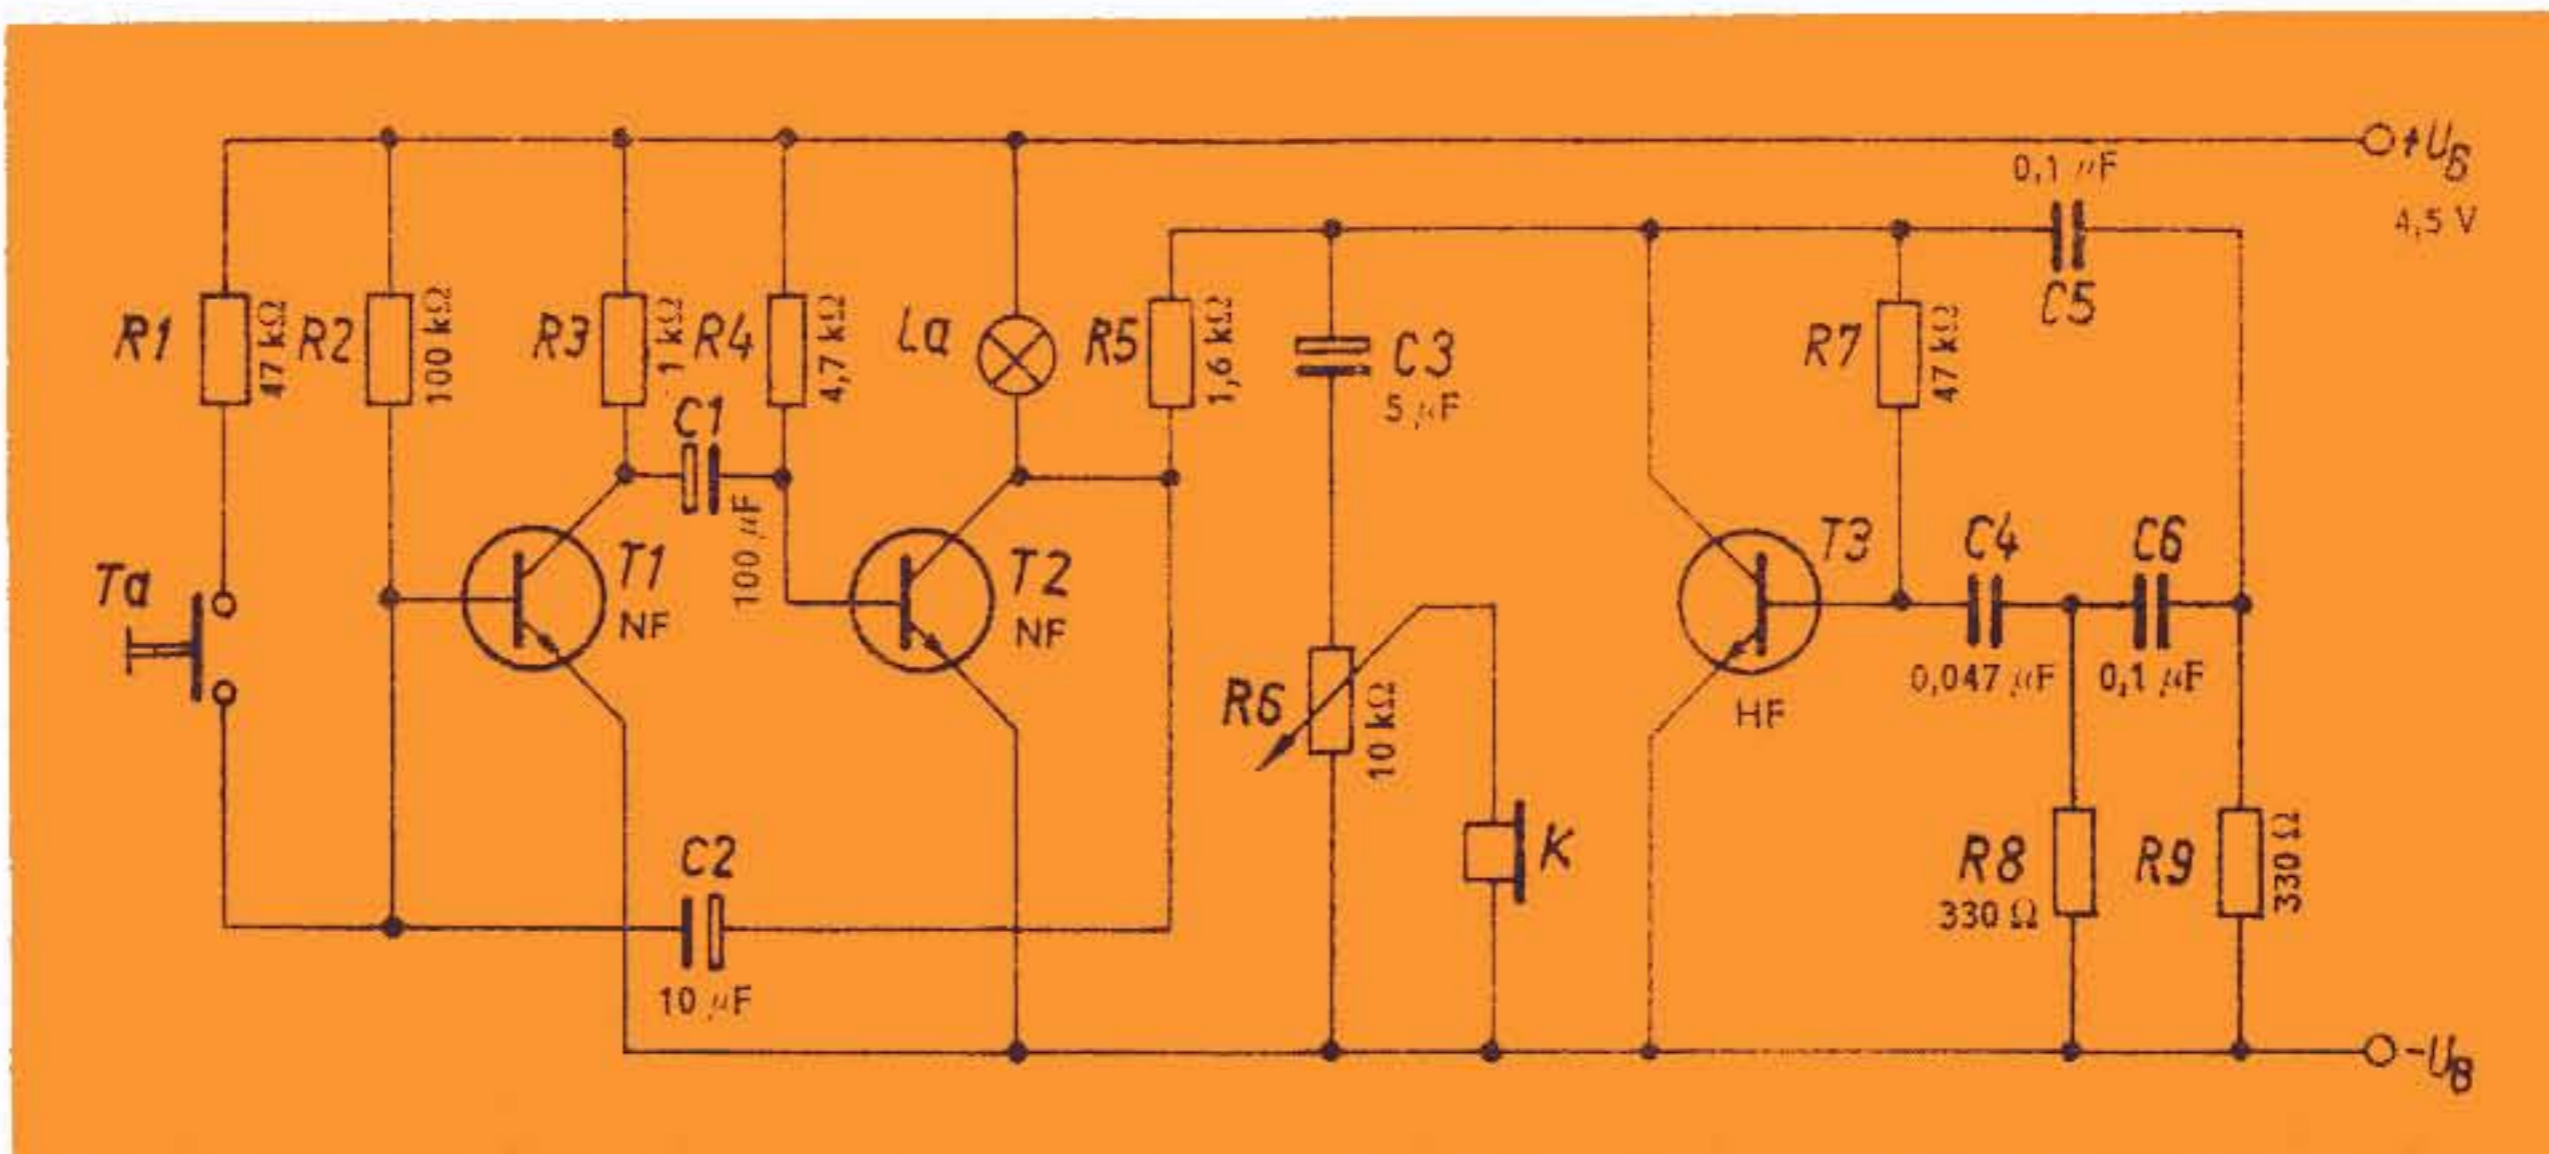 +UB
4,5 V
0,1 µF
C5
R1
47 kΩ
R2
100 kΩ
R3
1 kΩ
R4
4,7 kΩ
La
R5
1,6 kΩ
C3
5 µF
R7
47 kΩ
C1
100 µF
Ta
T1
NF
T2
NF
T3
HF
C4
0,047 µF
C6
0,1 µF
R6
10 kΩ
K
C2
10 µF
R8
330 Ω
R9
330 Ω
-UB